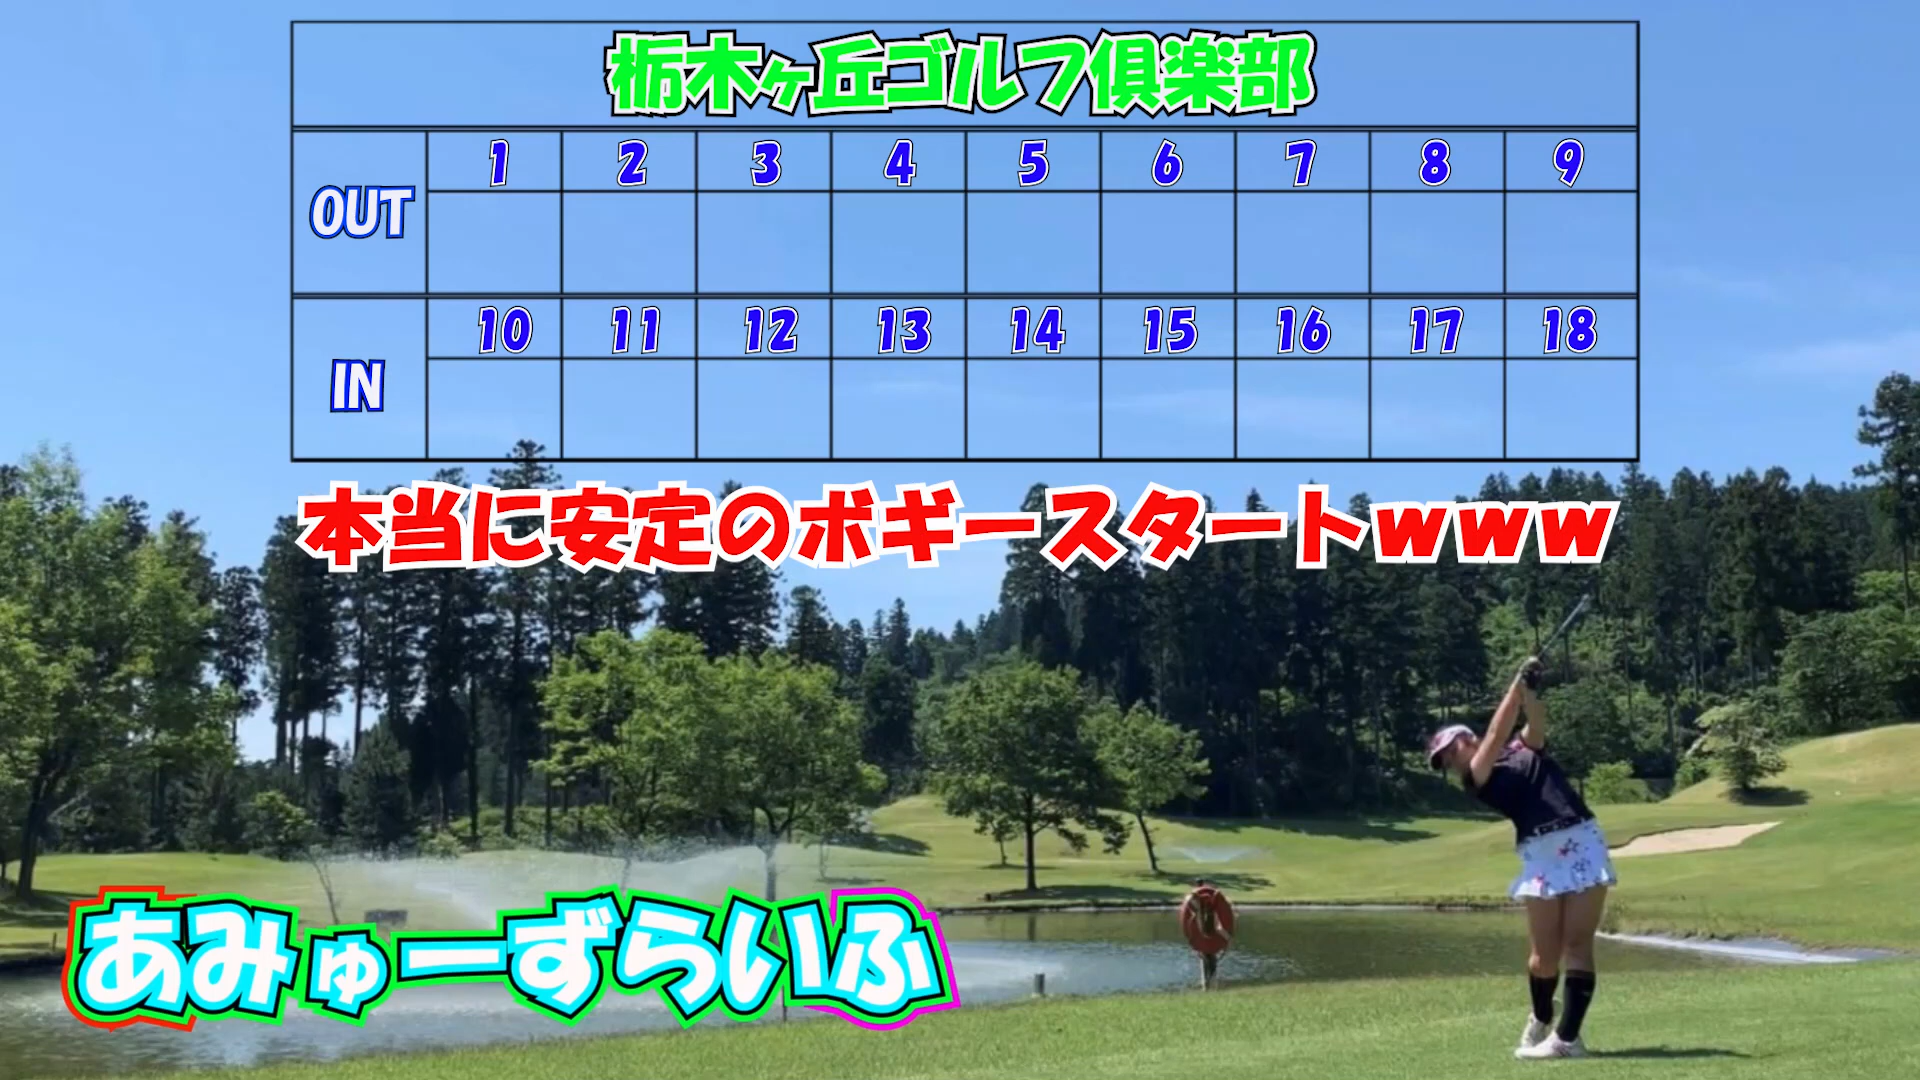 栃木ヶ丘ゴルフ倶楽部
OUT 1 2 3 4 5 6 7 8 9
IN 10 11 12 13 14 15 16 17 18
本当に安定のボギースタートwww
あみゅーずらいふ